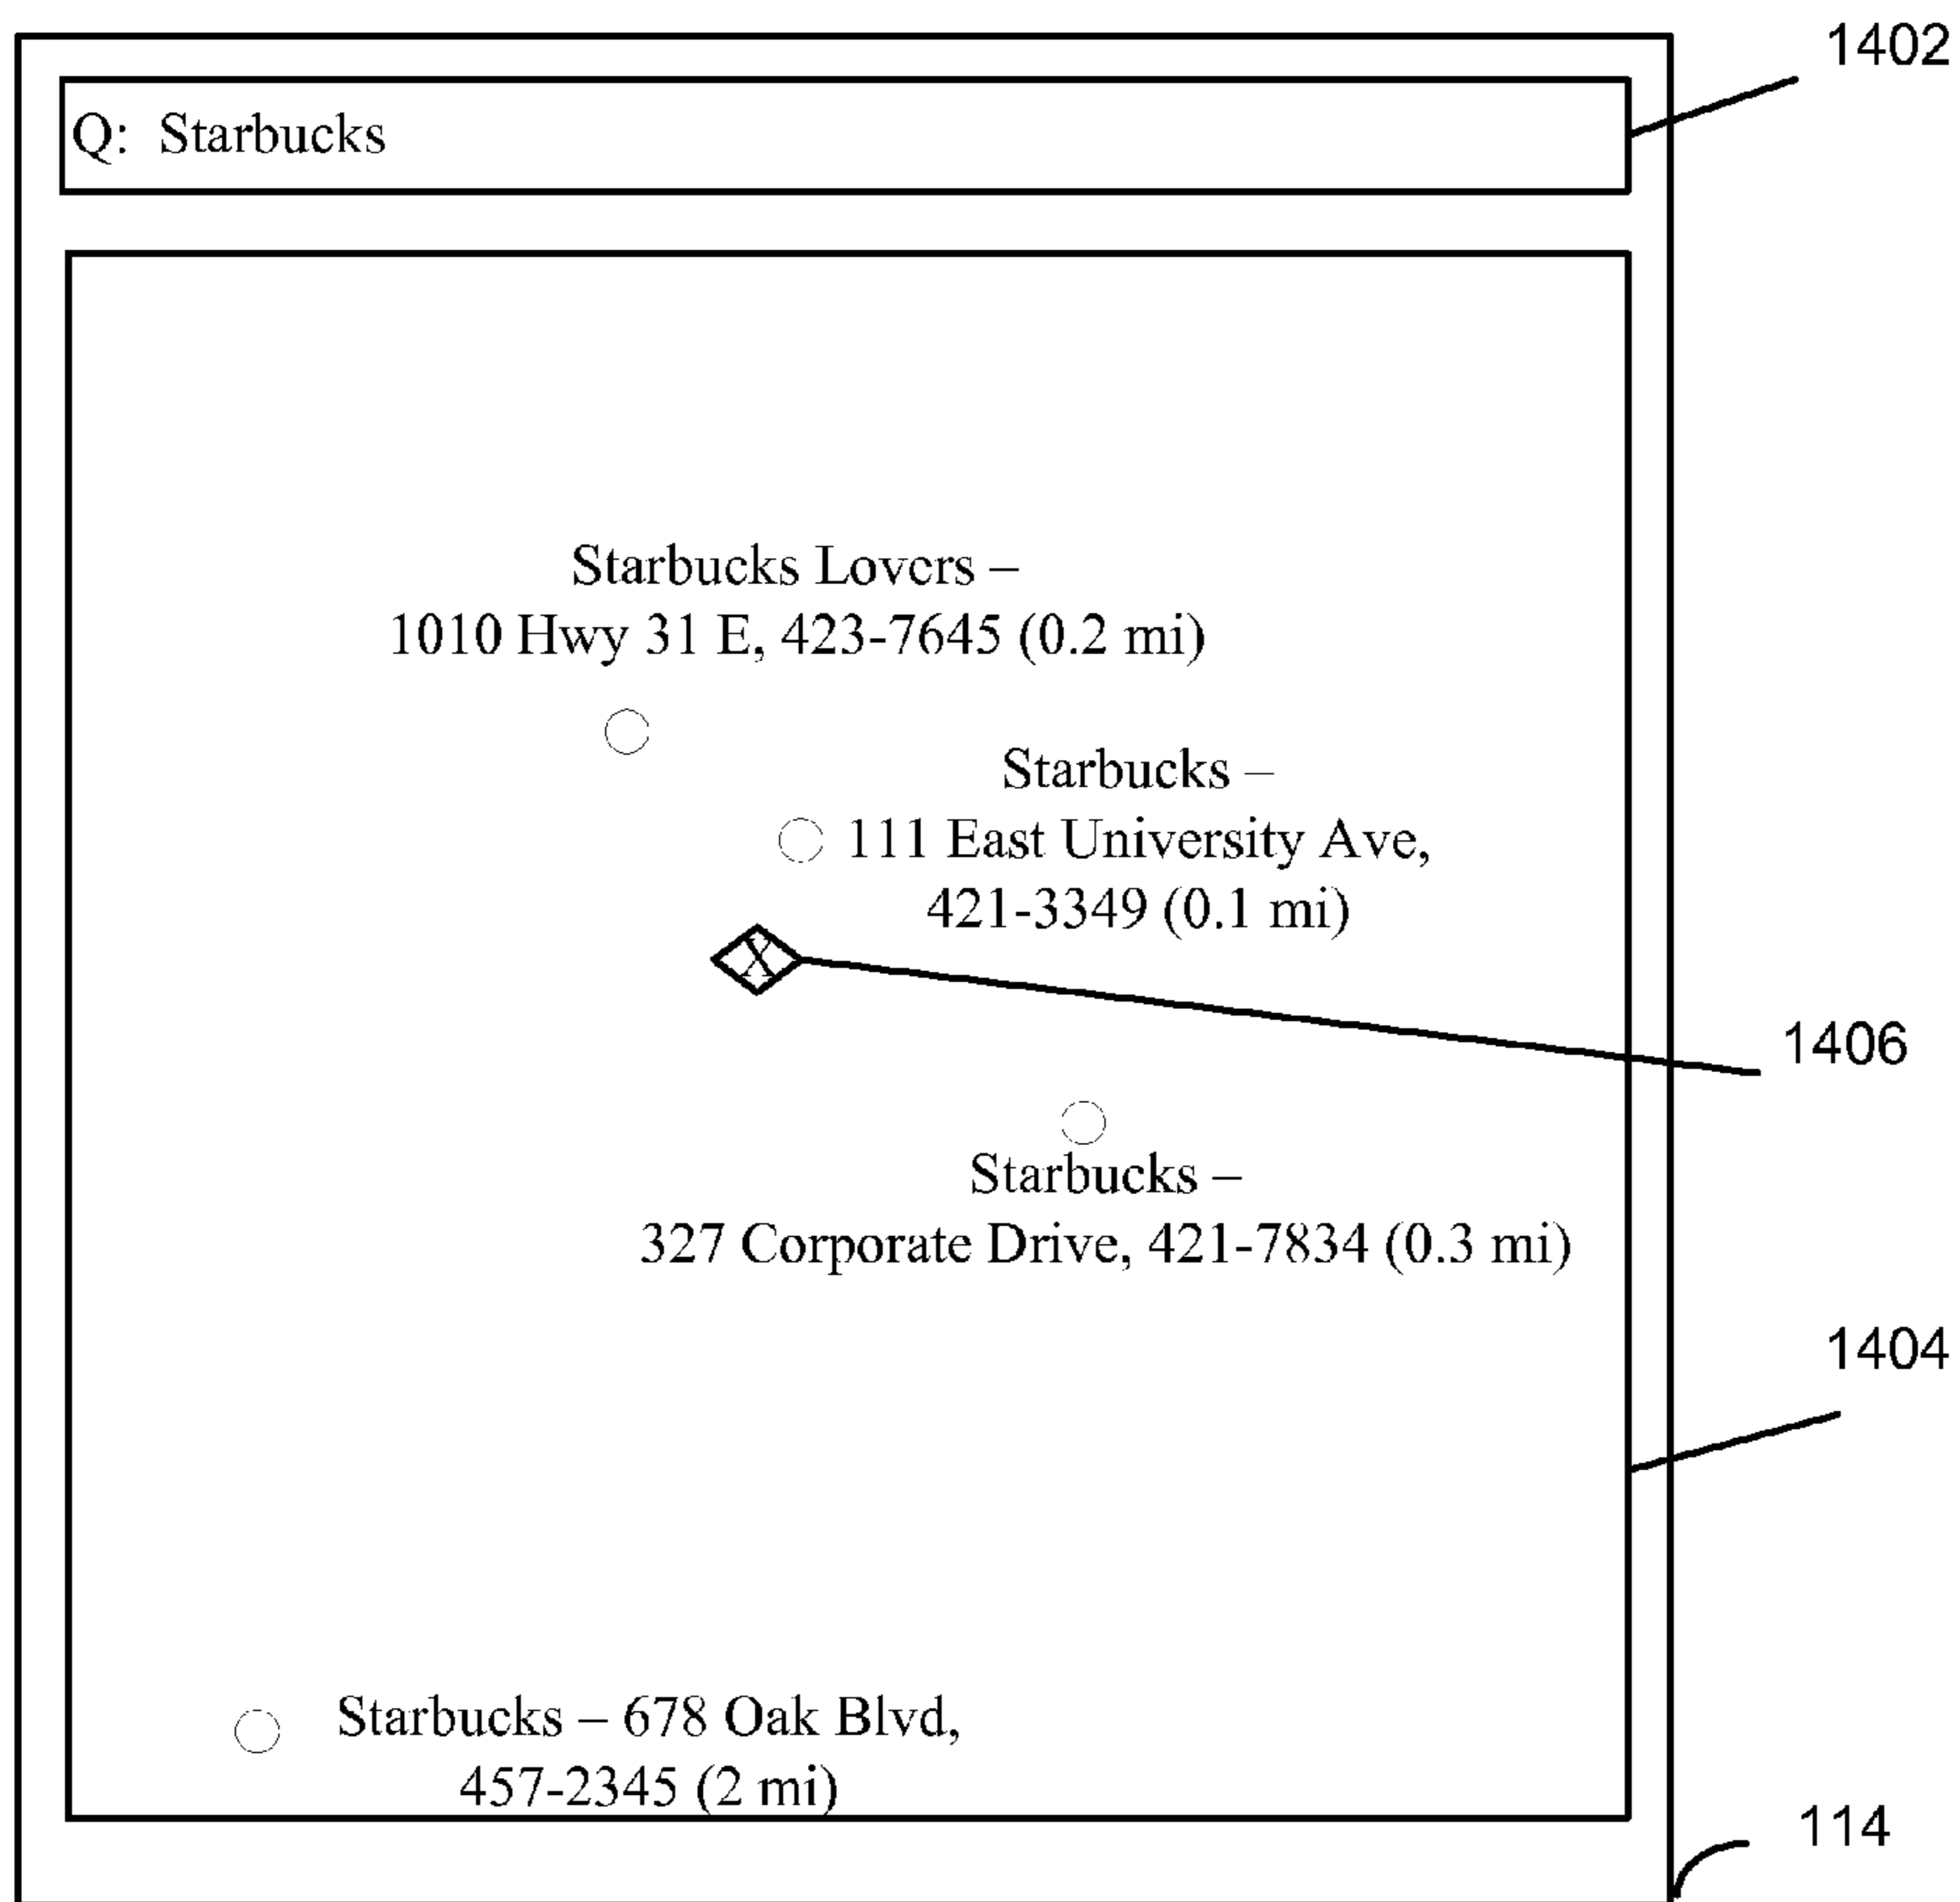 1402
Q: Starbucks
Starbucks Lovers –
1010 Hwy 31 E, 423-7645 (0.2 mi)
Starbucks –
111 East University Ave,
421-3349 (0.1 mi)
X
1406
Starbucks –
327 Corporate Drive, 421-7834 (0.3 mi)
1404
Starbucks – 678 Oak Blvd,
457-2345 (2 mi)
114